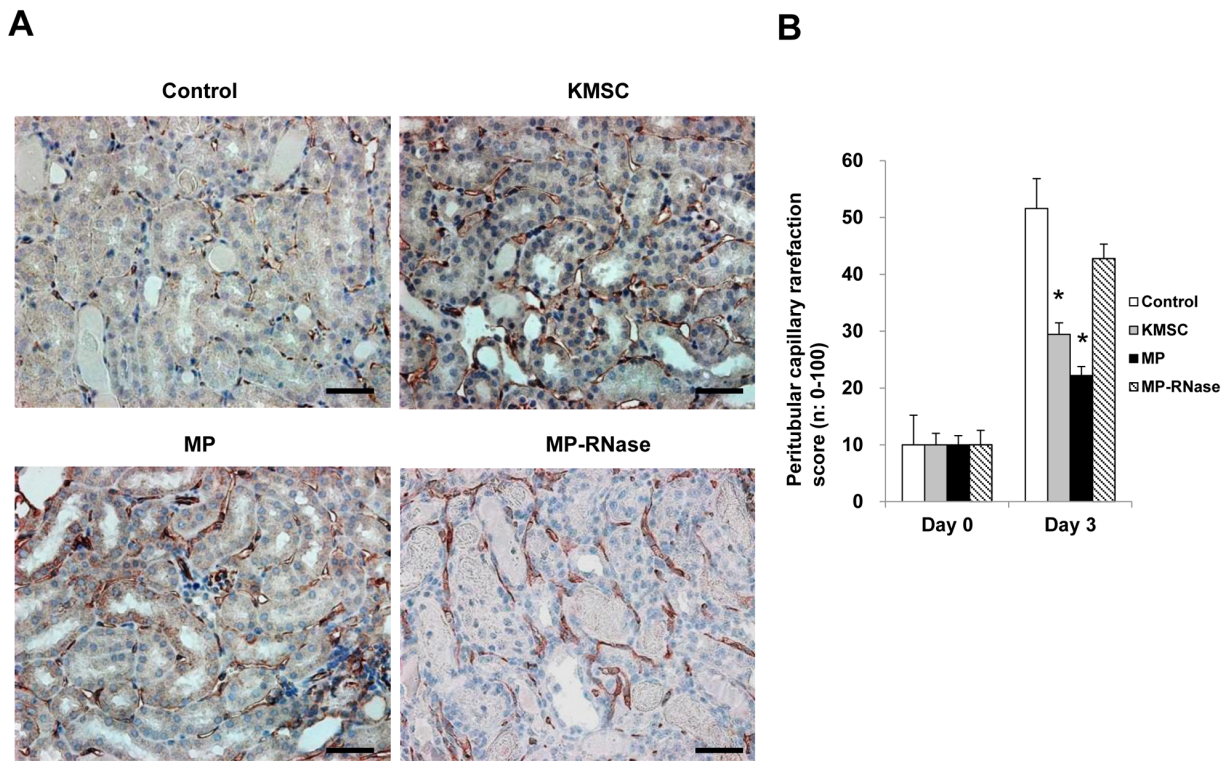 A
B
Control
KMSC
MP
MP-RNase
Peritubular capillary rarefaction
score (n: 0-100)
60
50
40
30
20
10
0
*
*
Day 0
Day 3
Control
KMSC
MP
MP-RNase